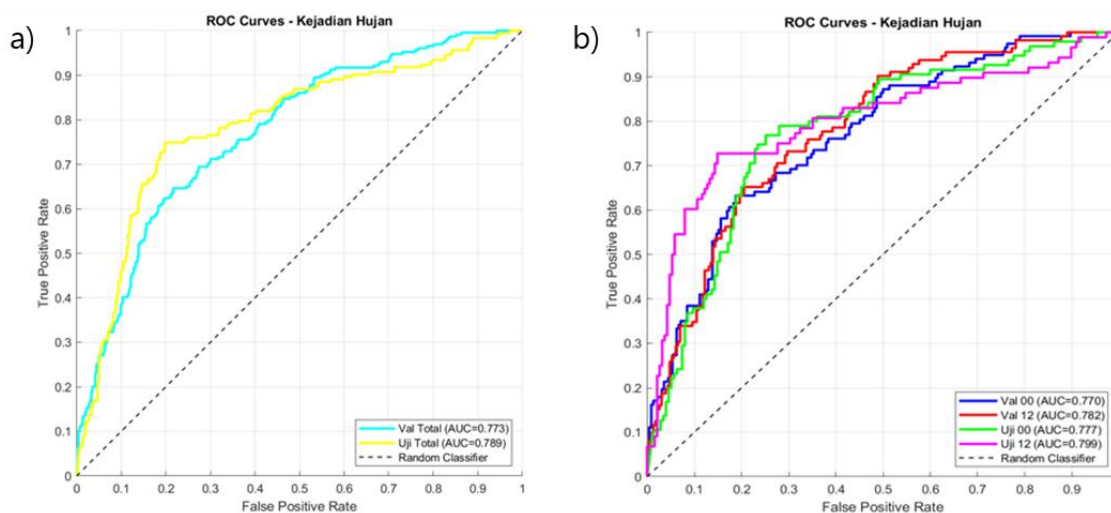 a)
ROC Curves - Kejadian Hujan
1
0.9
0.8
0.7
0.6
0.5
0.4
0.3
0.2
0.1
0
True Positive Rate
0
0.1
0.2
0.3
0.4
0.5
0.6
0.7
0.8
0.9
1
False Positive Rate
Val Total (AUC=0.773)
Uji Total (AUC=0.789)
Random Classifier
b)
ROC Curves - Kejadian Hujan
1
0.9
0.8
0.7
0.6
0.5
0.4
0.3
0.2
0.1
0
True Positive Rate
0
0.1
0.2
0.3
0.4
0.5
0.6
0.7
0.8
0.9
False Positive Rate
Val 00 (AUC=0.770)
Val 12 (AUC=0.782)
Uji 00 (AUC=0.777)
Uji 12 (AUC=0.799)
Random Classifier